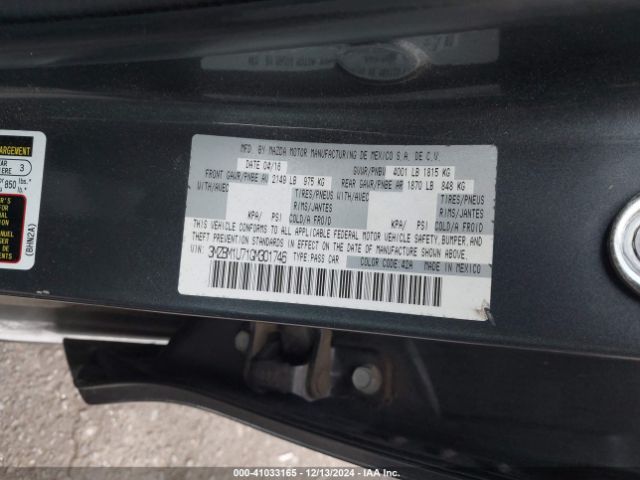 MFD. BY MAZDA MOTOR MANUFACTURING DE MEXICO S.A. DE C.V.
DATE 04/16 GVWR/PNBV 4001 LB 1815 KG
FRONT GAWR/PNBE AV 2149 LB 975 KG REAR GAWR/PNBE AR 1870 LB 848 KG
WITH/AVEC TIRES/PNEUS WITH/AVEC TIRES/PNEUS
RIMS/JANTES RIMS/JANTES
KPA/ PSI COLD/A FROID KPA/ PSI COLD/A FROID
THIS VEHICLE CONFORMS TO ALL APPLICABLE FEDERAL MOTOR VEHICLE SAFETY, BUMPER, AND
THEFT PREVENTION STANDARDS IN EFFECT ON THE DATE OF MANUFACTURE SHOWN ABOVE.
VIN: 3MZBM1U71GM301746 TYPE:PASS CAR COLOR CODE 42A MADE IN MEXICO
ARGEMENT
3
850 lbs.
(BHN2A)
000-41033165 - 12/13/2024 - IAA Inc.